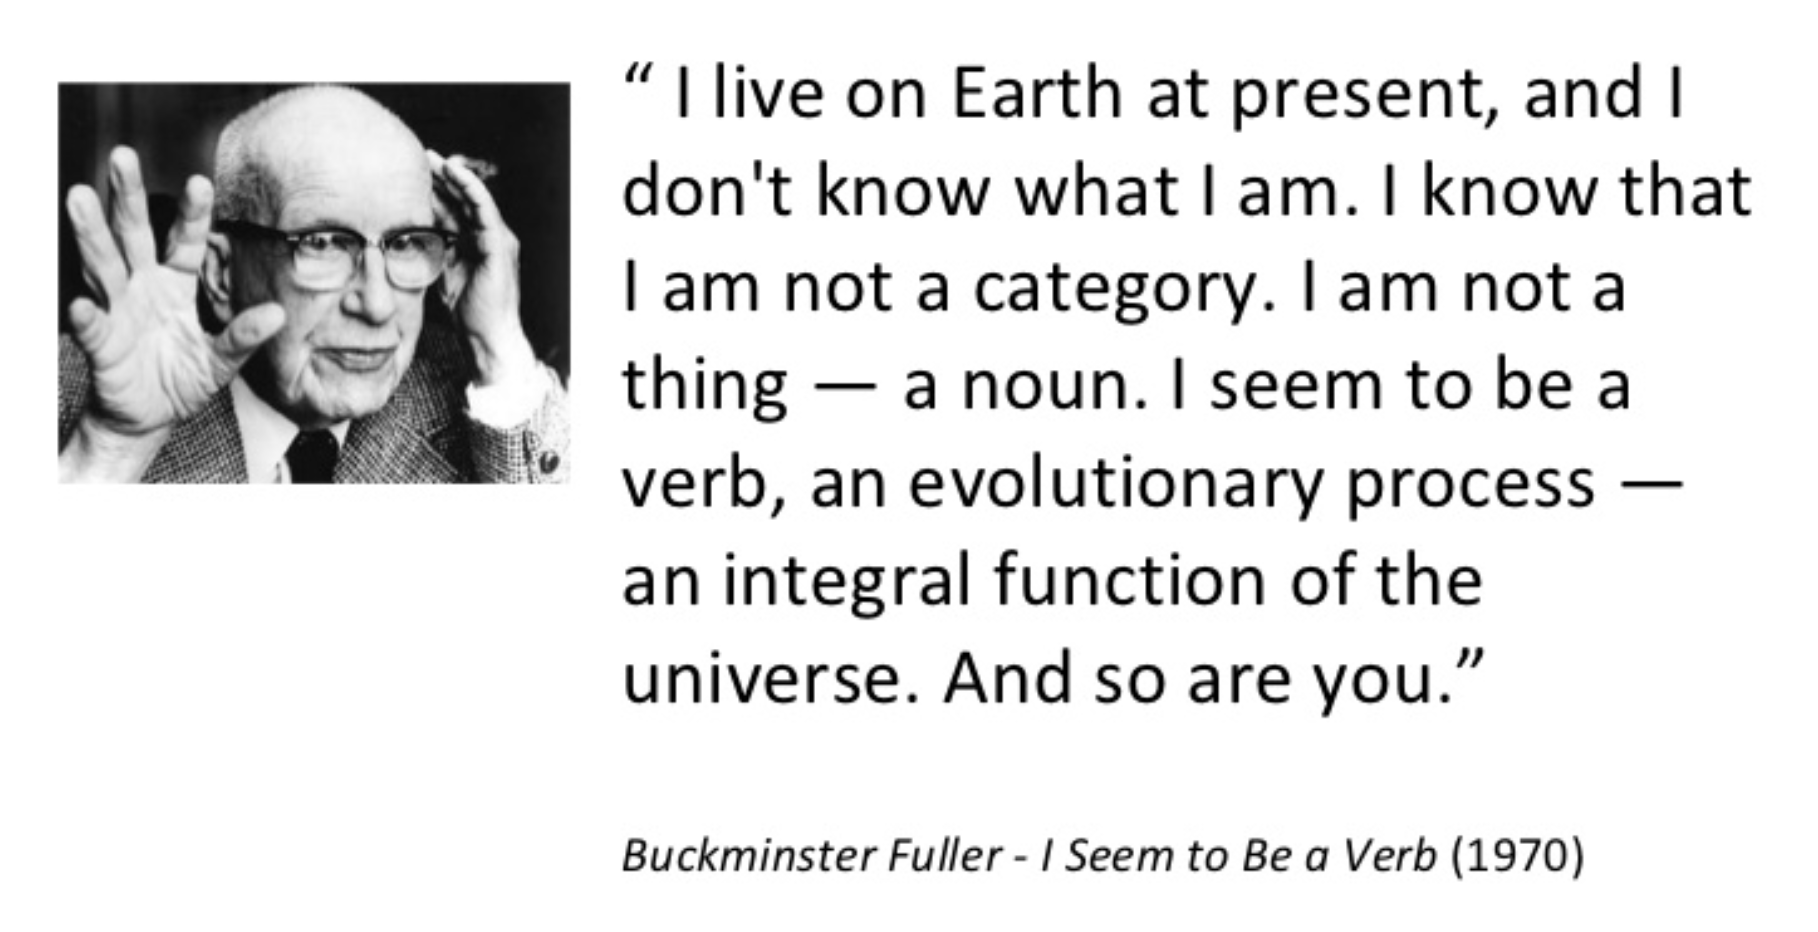 “ I live on Earth at present, and I
don't know what I am. I know that
I am not a category. I am not a
thing — a noun. I seem to be a
verb, an evolutionary process —
an integral function of the
universe. And so are you.”
Buckminster Fuller - I Seem to Be a Verb (1970)